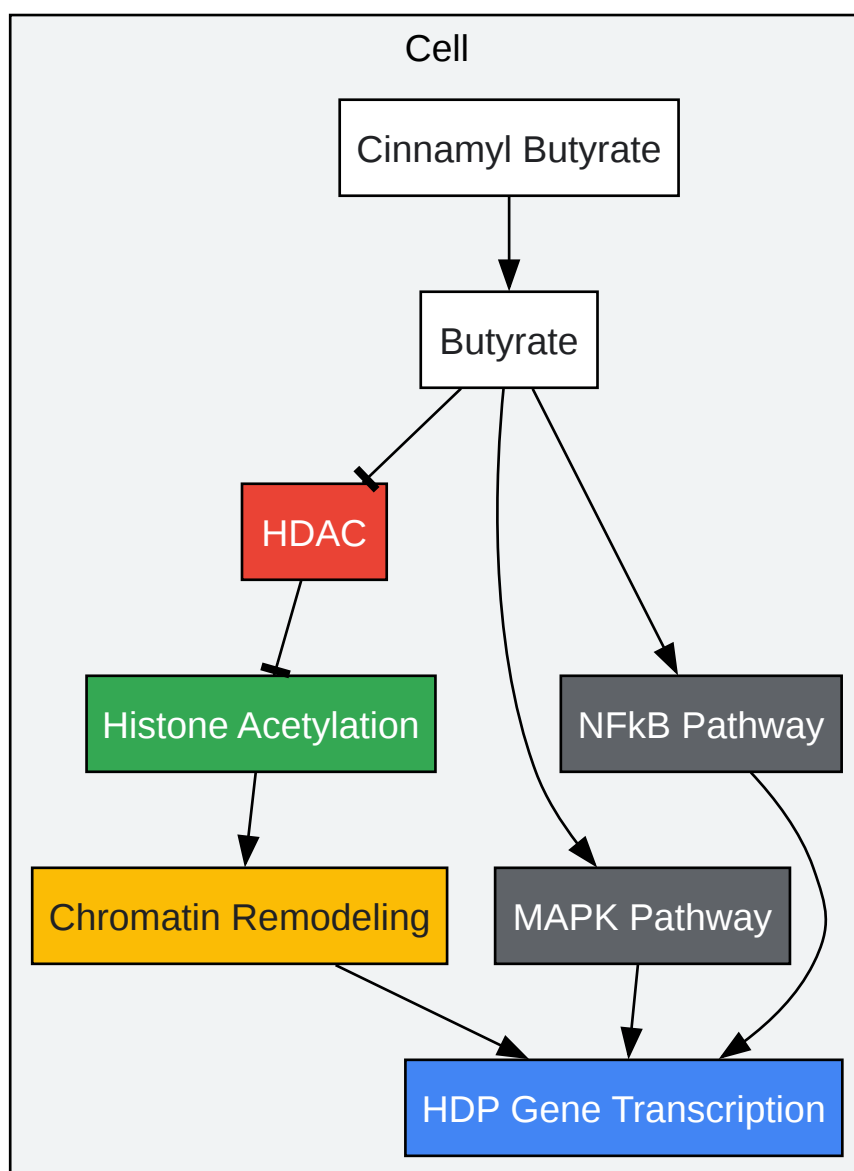 Cell
Cinnamyl Butyrate
Butyrate
HDAC
Histone Acetylation
NFkB Pathway
Chromatin Remodeling
MAPK Pathway
HDP Gene Transcription